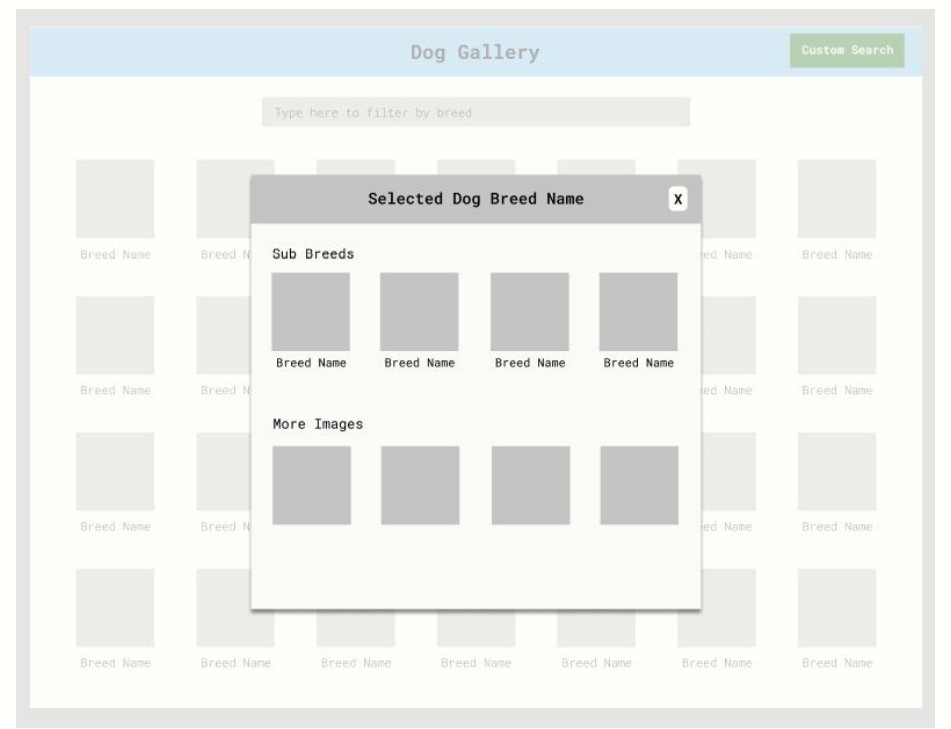 Dog Gallery
Custom Search
Type here to filter by breed
Selected Dog Breed Name X
Sub Breeds
Breed Name Breed N ed Name Breed Name
Breed Name Breed Name Breed Name Breed Name
Breed Name Breed N ed Name Breed Name
More Images
Breed Name Breed N ed Name Breed Name
Breed Name Breed Name Breed Name Breed Name Breed Name Breed Name Breed Name